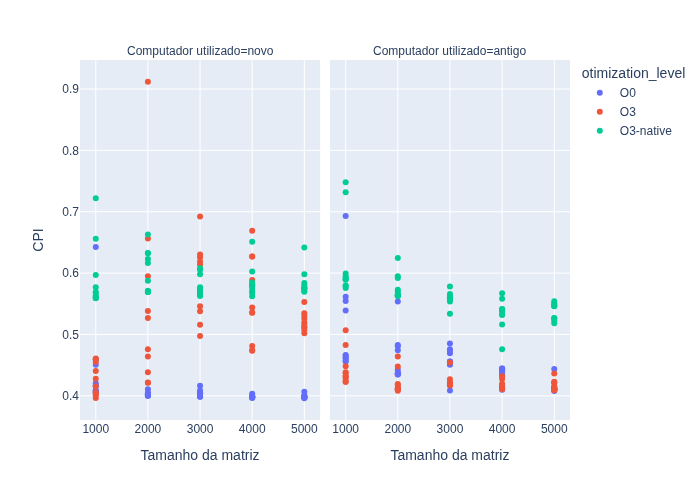 Computador utilizado=novo
Computador utilizado=antigo
otimization_level
O0
O3
O3-native
CPI
0.9
0.8
0.7
0.6
0.5
0.4
1000 2000 3000 4000 5000
1000 2000 3000 4000 5000
Tamanho da matriz
Tamanho da matriz